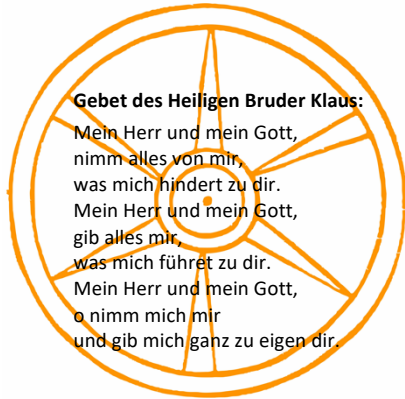 Gebet des Heiligen Bruder Klaus:
Mein Herr und mein Gott,
nimm alles von mir,
was mich hindert zu dir.
Mein Herr und mein Gott,
gib alles mir,
was mich führet zu dir.
Mein Herr und mein Gott,
o nimm mich mir
und gib mich ganz zu eigen dir.